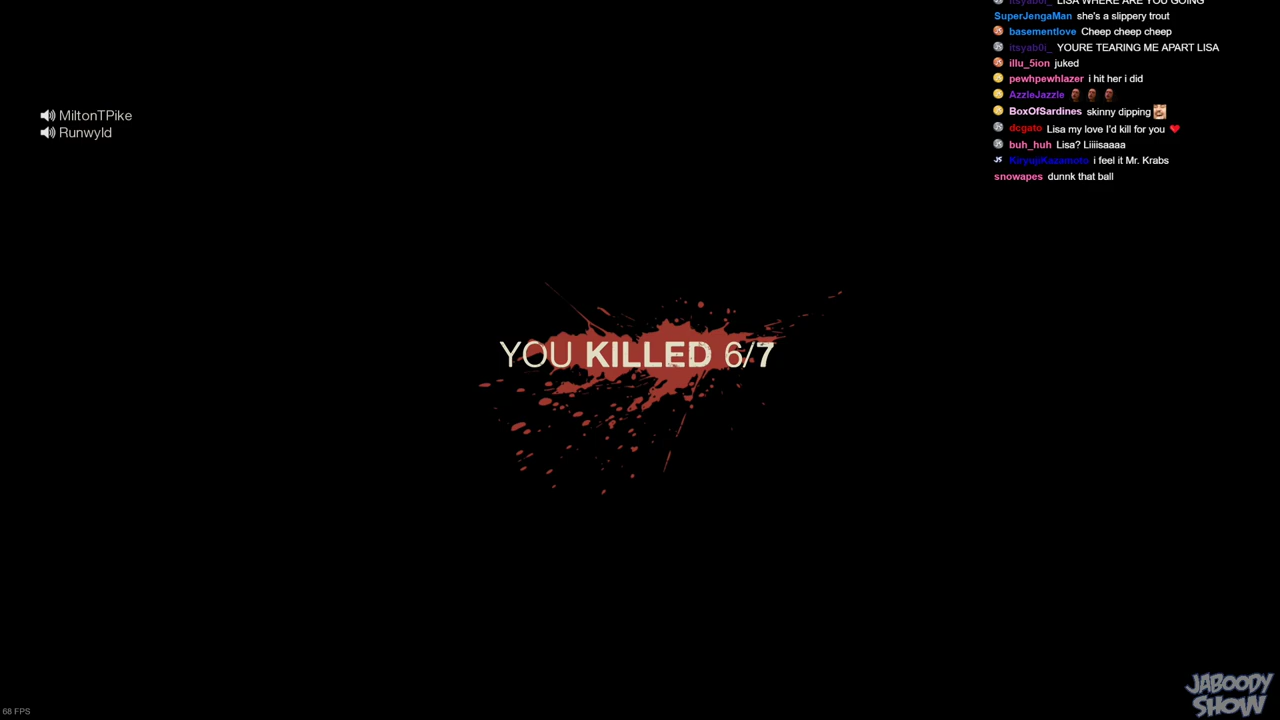 itsyab0i_ LISA WHERE ARE YOU GOING
SuperJengaMan she's a slippery trout
basementlove Cheep cheep cheep
itsyab0i_ YOURE TEARING ME APART LISA
illu_5ion juked
pewhpewhlazer i hit her i did
AzzleJazzle
BoxOfSardines skinny dipping
dcgato Lisa my love I'd kill for you
buh_huh Lisa? Liiisaaaa
KiryujiKazamoto i feel it Mr. Krabs
snowapes dunnk that ball
MiltonTPike
Runwyld
YOU KILLED 6/7
68 FPS
JABOODY
SHOW